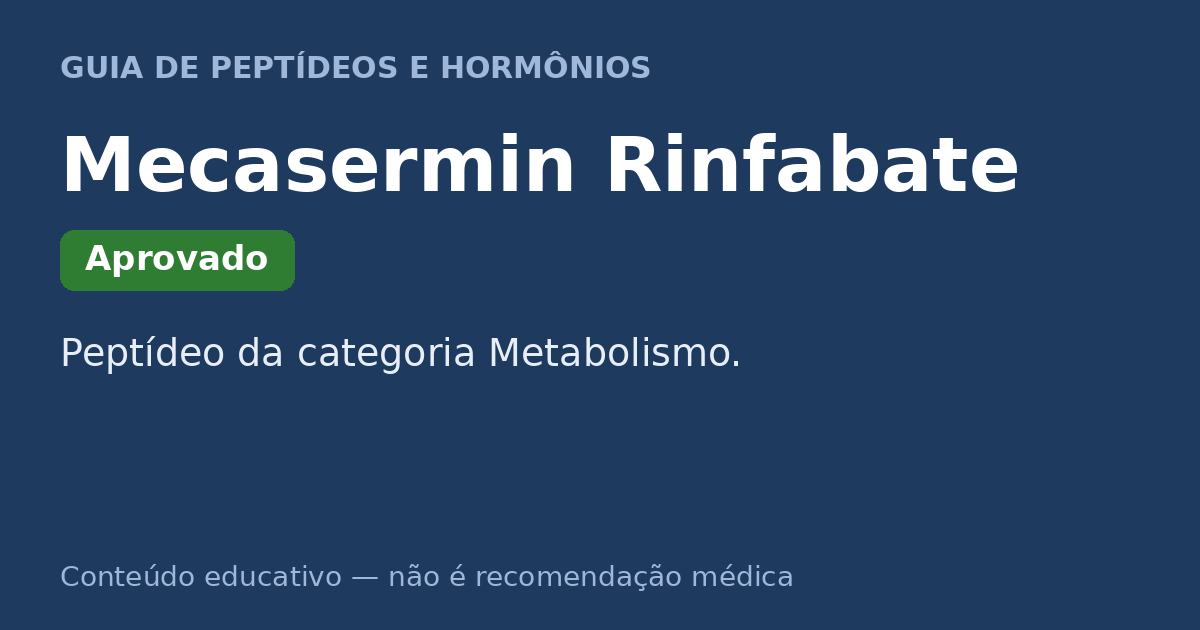 GUIA DE PEPTÍDEOS E HORMÔNIOS
Mecasermin Rinfabate
Aprovado
Peptídeo da categoria Metabolismo.
Conteúdo educativo — não é recomendação médica